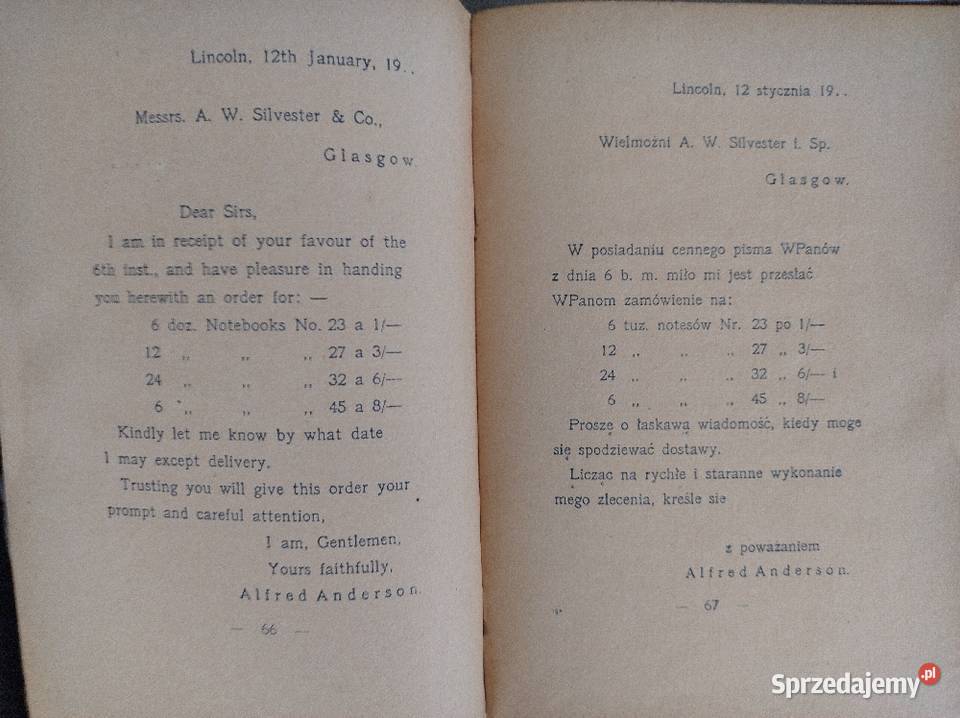 Lincoln, 12th January, 19..
Messrs. A. W. Silvester & Co.,
Glasgow.
Dear Sirs,
I am in receipt of your favour of the
6th inst., and have pleasure in handing
you herewith an order for: —
6 doz. Notebooks No. 23 a 1/—
12 „ „ „ 27 a 3/—
24 „ „ „ 32 a 6/—
6 „ „ „ 45 a 8/—
Kindly let me know by what date
I may except delivery.
Trusting you will give this order your
prompt and careful attention,
I am, Gentlemen,
Yours faithfully,
Alfred Anderson.
— 66 —
Lincoln, 12 stycznia 19..
Wielmożni A. W. Silvester i. Sp.
Glasgow.
W posiadaniu cennego pisma WPanów
z dnia 6 b. m. miło mi jest przesłać
WPanom zamówienie na:
6 tuz. notesów Nr. 23 po 1/—
12 „ „ „ 27 „ 3/—
24 „ „ „ 32 „ 6/— i
6 „ „ „ 45 „ 8/—
Proszę o łaskawą wiadomość, kiedy mogę
się spodziewać dostawy.
Licząc na rychłe i staranne wykonanie
mego zlecenia, kreślę się
z poważaniem
Alfred Anderson.
— 67 —
Sprzedajemy.pl